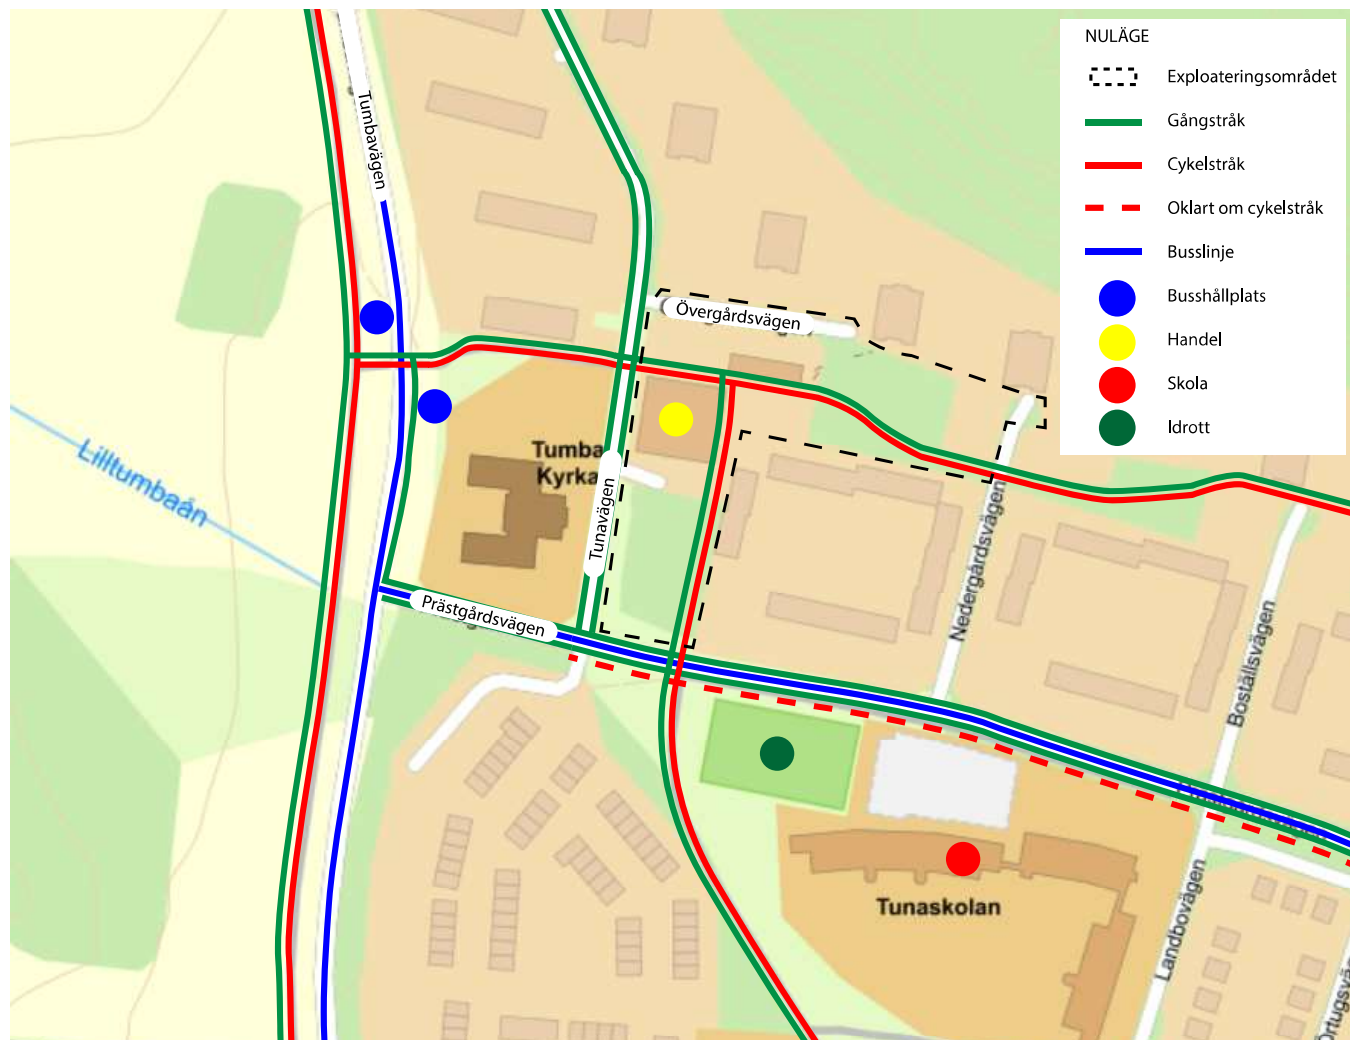 NULÄGE
Exploateringsområdet
Gångstråk
Cykelstråk
Oklart om cykelstråk
Busslinje
Busshållplats
Handel
Skola
Idrott
Tumbavägen
Övergårdsvägen
Lilltumbaån
Tumba
Kyrka
Tunavägen
Prästgårdsvägen
Nedergårdsvägen
Boställsvägen
Tunaskolan
Landbovägen